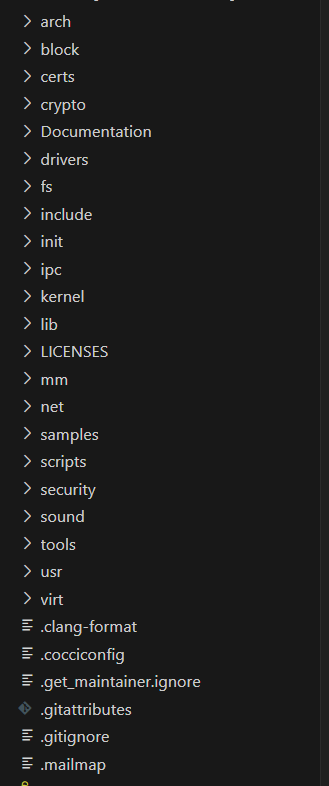 arch
block
certs
crypto
Documentation
drivers
fs
include
init
ipc
kernel
lib
LICENSES
mm
net
samples
scripts
security
sound
tools
usr
virt
.clang-format
.cocciconfig
.get_maintainer.ignore
.gitattributes
.gitignore
.mailmap